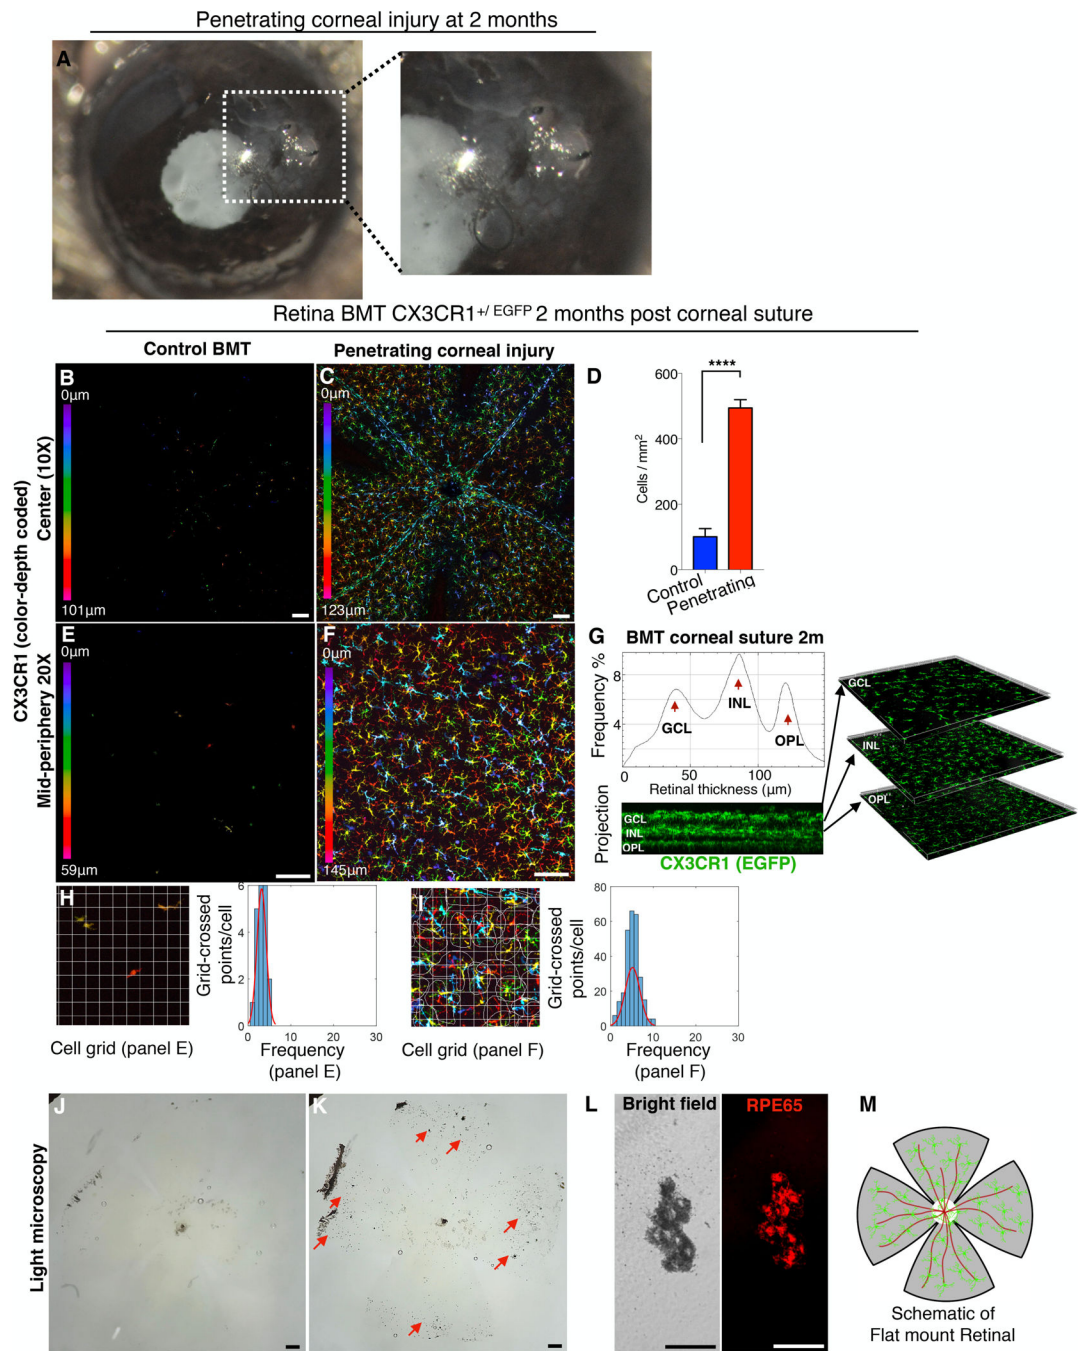 Penetrating corneal injury at 2 months
A
Retina BMT CX3CR1+/ EGFP 2 months post corneal suture
Control BMT
Penetrating corneal injury
CX3CR1 (color-depth coded)
Center (10X)
Mid-periphery 20X
B
0µm
101µm
C
0µm
123µm
D
600
400
200
0
Cells / mm2
****
Control
Penetrating
E
0µm
59µm
F
0µm
145µm
G
BMT corneal suture 2m
Frequency %
8
4
GCL
INL
OPL
0
50
100
Retinal thickness (µm)
Projection
GCL
INL
OPL
CX3CR1 (EGFP)
GCL
INL
OPL
H
Cell grid (panel E)
Grid-crossed
points/cell
6
4
2
0
0
10
20
30
Frequency
(panel E)
I
Cell grid (panel F)
Grid-crossed
points/cell
80
60
40
20
0
0
10
20
30
Frequency
(panel F)
Light microscopy
J
K
L
Bright field
RPE65
M
Schematic of
Flat mount Retinal